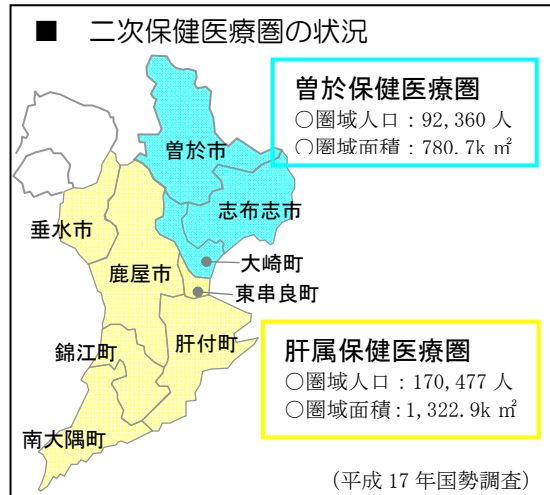 ■ 二次保健医療圏の状況
曽於保健医療圏
○圏域人口：92,360 人
○圏域面積：780.7k ㎡
曽於市
志布志市
垂水市
大崎町
鹿屋市
東串良町
肝付町
錦江町
南大隅町
肝属保健医療圏
○圏域人口：170,477 人
○圏域面積：1,322.9k ㎡
（平成 17 年国勢調査）